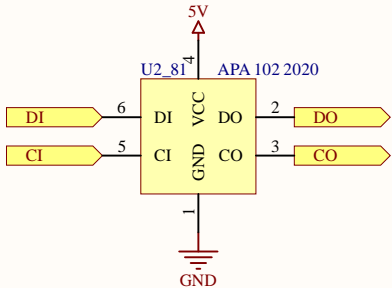 5V
4
U2_81 APA 102 2020
DI 6 DI VCC DO 2 DO
CI 5 CI GND CO 3 CO
1
GND